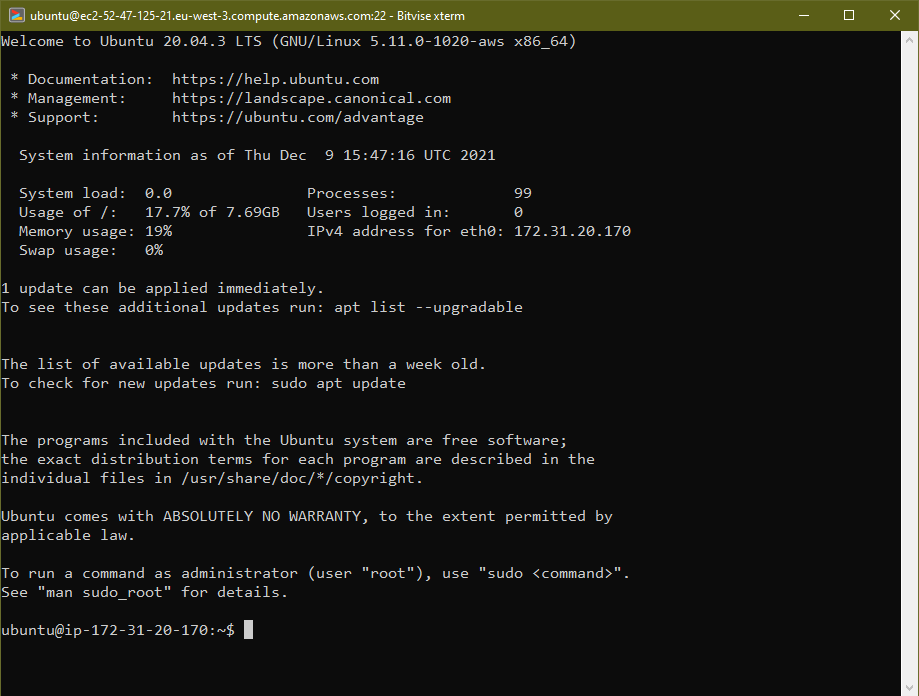 ubuntu@ec2-52-47-125-21.eu-west-3.compute.amazonaws.com:22 - Bitvise xterm
Welcome to Ubuntu 20.04.3 LTS (GNU/Linux 5.11.0-1020-aws x86_64)
 * Documentation:  https://help.ubuntu.com
 * Management:     https://landscape.canonical.com
 * Support:        https://ubuntu.com/advantage
  System information as of Thu Dec  9 15:47:16 UTC 2021
  System load:  0.0               Processes:             99
  Usage of /:   17.7% of 7.69GB   Users logged in:       0
  Memory usage: 19%               IPv4 address for eth0: 172.31.20.170
  Swap usage:   0%
1 update can be applied immediately.
To see these additional updates run: apt list --upgradable
The list of available updates is more than a week old.
To check for new updates run: sudo apt update
The programs included with the Ubuntu system are free software;
the exact distribution terms for each program are described in the
individual files in /usr/share/doc/*/copyright.
Ubuntu comes with ABSOLUTELY NO WARRANTY, to the extent permitted by
applicable law.
To run a command as administrator (user "root"), use "sudo <command>".
See "man sudo_root" for details.
ubuntu@ip-172-31-20-170:~$